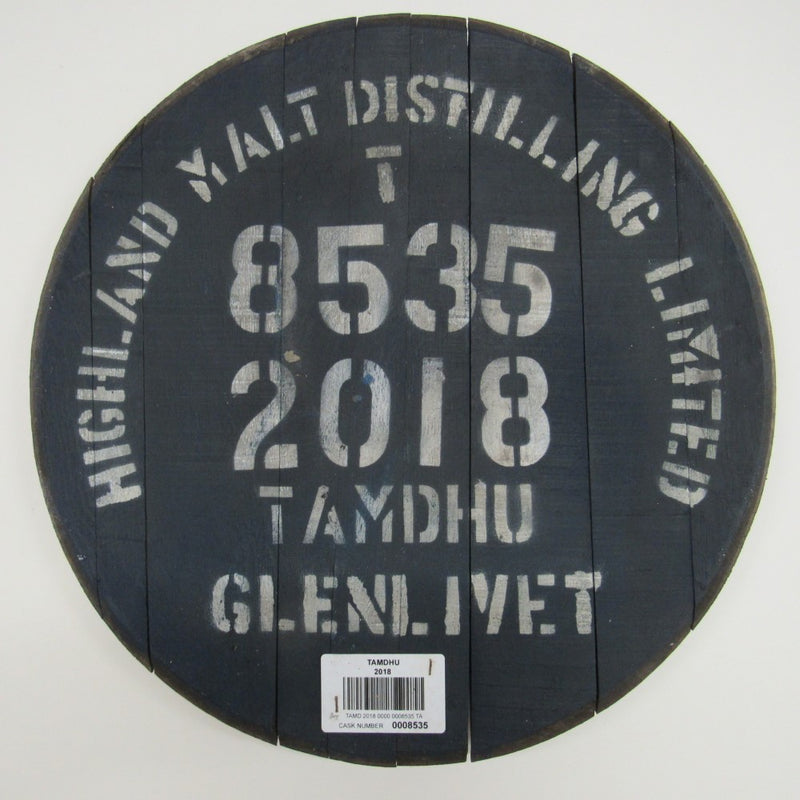 HIGHLAND MALT DISTILLING LIMITED
T
8535
2018
TAMDHU
GLENLIVET
TAMDHU
2018
TAMD 2018 0000 0008535 TA
CASK NUMBER 0008535